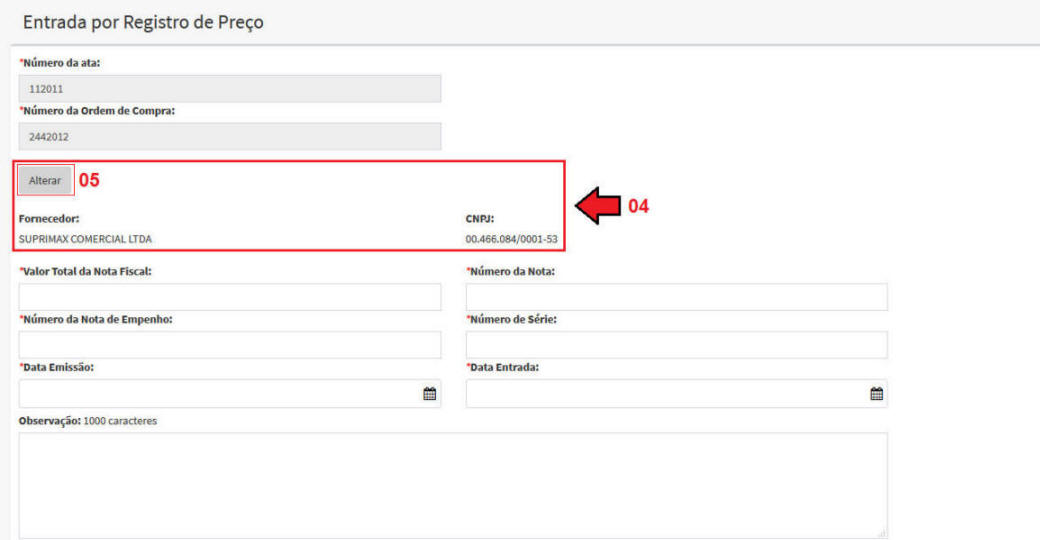 Entrada por Registro de Preço
*Número da ata:
112011
*Número da Ordem de Compra:
2442012
Alterar 05
04
Fornecedor: CNPJ:
SUPRIMAX COMERCIAL LTDA 00.466.084/0001-53
*Valor Total da Nota Fiscal: *Número da Nota:
*Número da Nota de Empenho: *Número de Série:
*Data Emissão: *Data Entrada:
Observação: 1000 caracteres